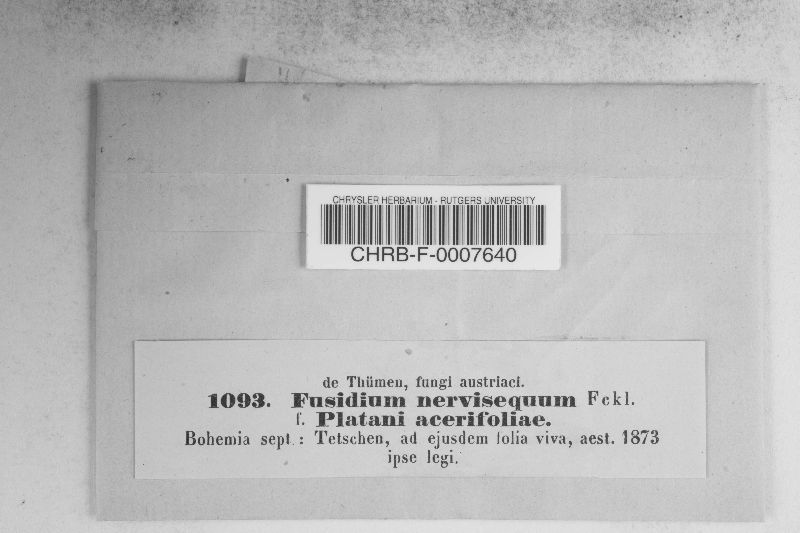 CHRYSLER HERBARIUM - RUTGERS UNIVERSITY
CHRB-F-0007640
de Thümen, fungi austriaci.
1093. Fusidium nervisequum Fckl.
f. Platani acerifoliae.
Bohemia sept.: Tetschen, ad ejusdem folia viva, aest. 1873
ipse legi.